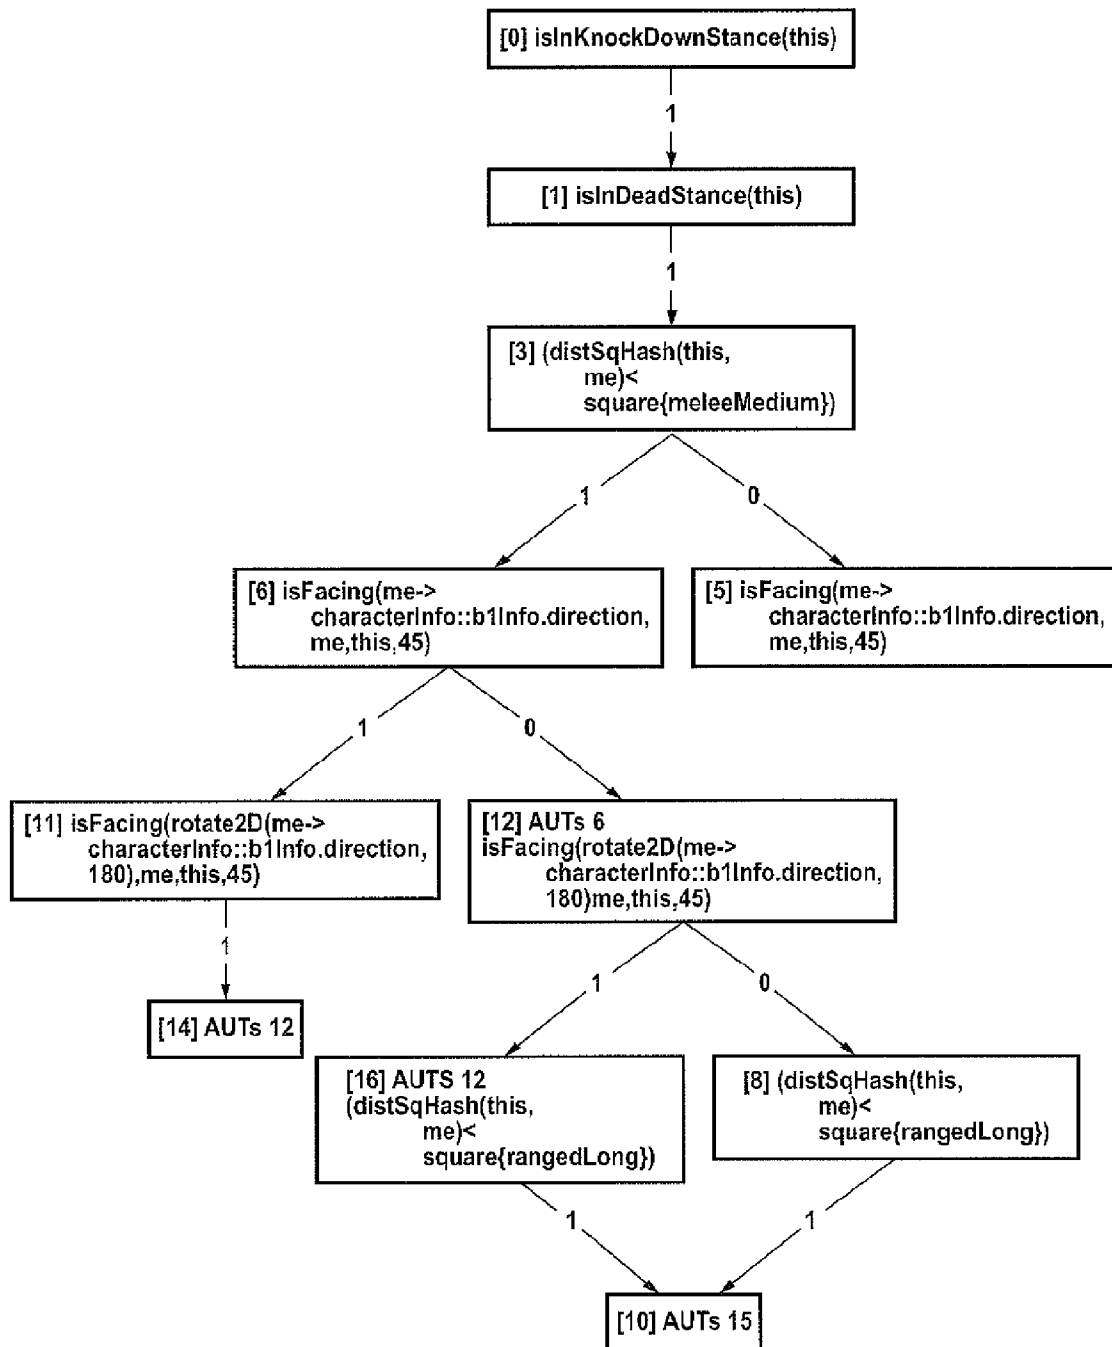 [0] isInKnockDownStance(this)
1
[1] isInDeadStance(this)
1
[3] (distSqHash(this,
me)<
square{meleeMedium})
1
0
[6] isFacing(me->
characterInfo::b1Info.direction,
me,this,45)
[5] isFacing(me->
characterInfo::b1Info.direction,
me,this,45)
1
0
[11] isFacing(rotate2D(me->
characterInfo::b1Info.direction,
180),me,this,45)
[12] AUTs 6
isFacing(rotate2D(me->
characterInfo::b1Info.direction,
180)me,this,45)
1
1
0
[14] AUTs 12
[16] AUTS 12
(distSqHash(this,
me)<
square{rangedLong})
[8] (distSqHash(this,
me)<
square{rangedLong})
1
1
[10] AUTs 15